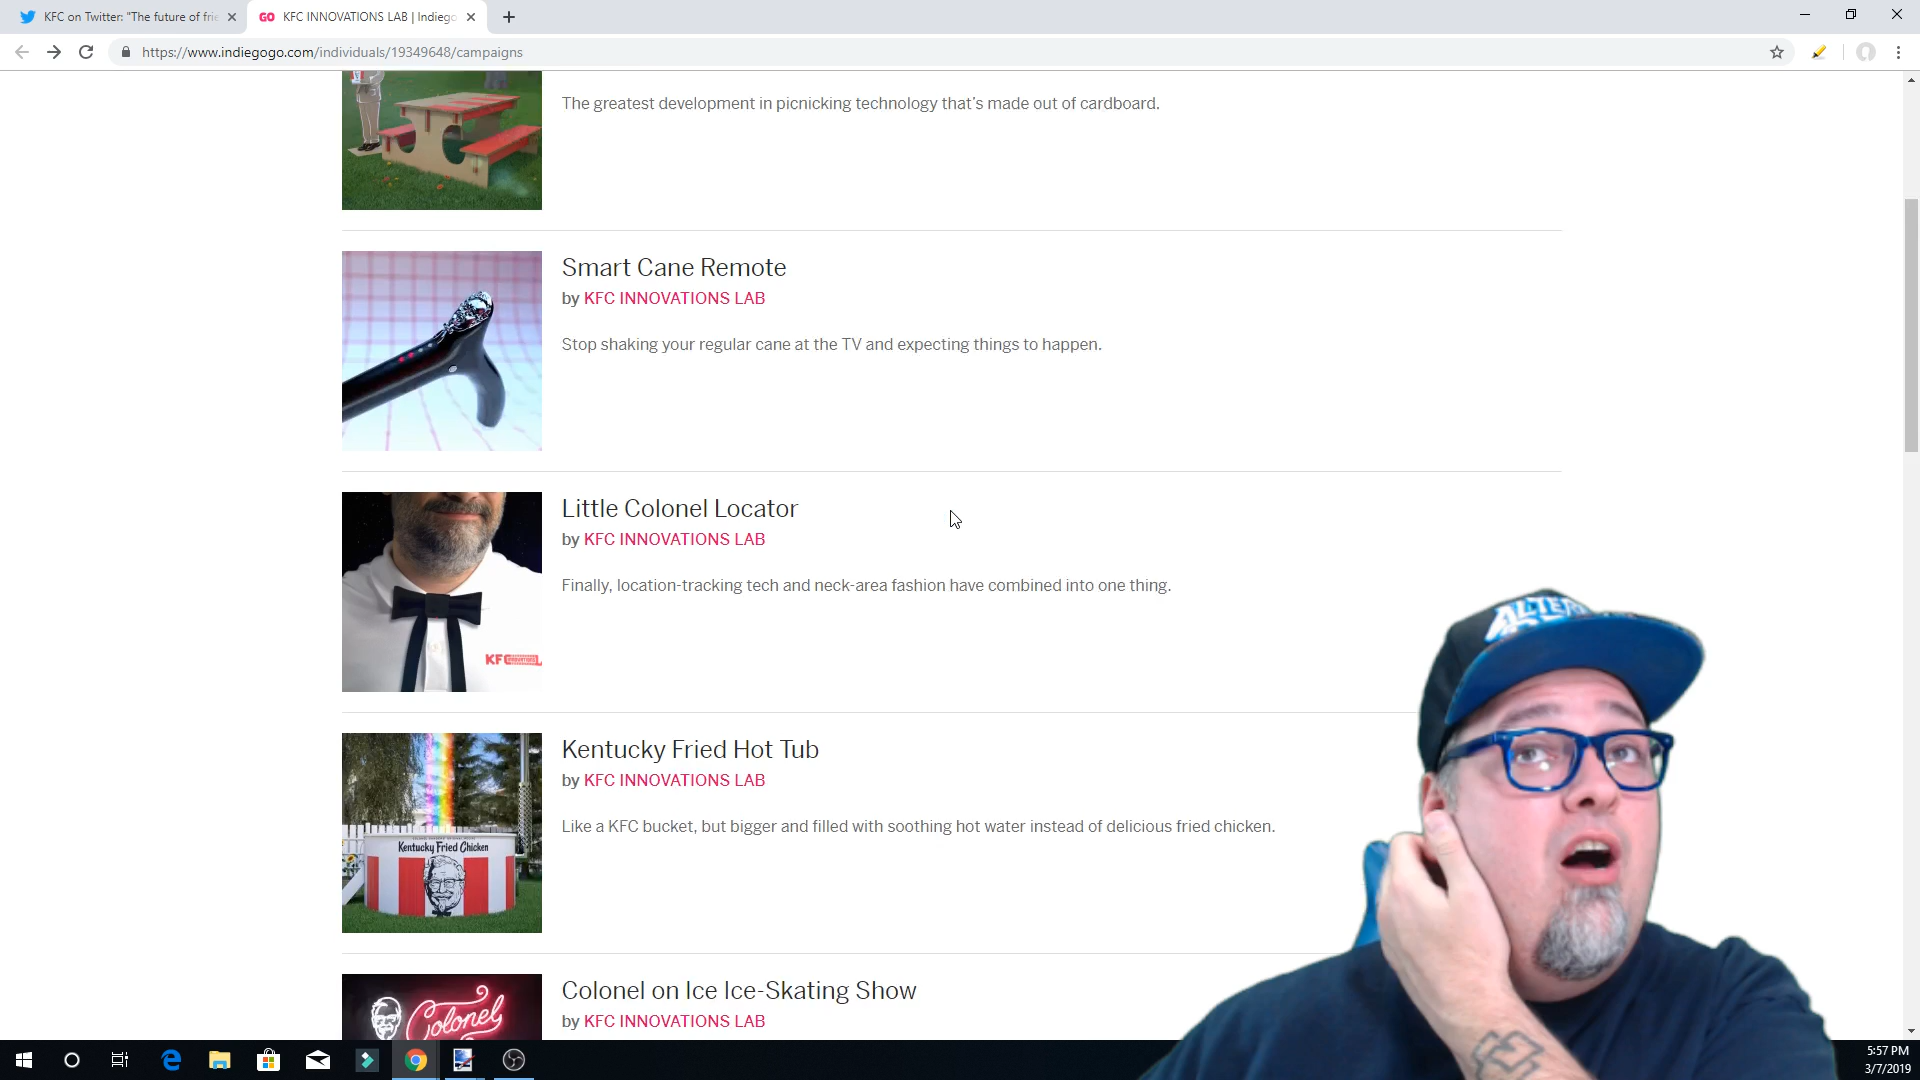 KFC on Twitter: "The future of frie
KFC INNOVATIONS LAB | Indiego
https://www.indiegogo.com/individuals/19349648/campaigns
The greatest development in picnicking technology that's made out of cardboard.
Smart Cane Remote
by KFC INNOVATIONS LAB
Stop shaking your regular cane at the TV and expecting things to happen.
Little Colonel Locator
by KFC INNOVATIONS LAB
Finally, location-tracking tech and neck-area fashion have combined into one thing.
KFC INNOVATIONS
Kentucky Fried Hot Tub
by KFC INNOVATIONS LAB
Like a KFC bucket, but bigger and filled with soothing hot water instead of delicious fried chicken.
Kentucky Fried Chicken
Colonel on Ice Ice-Skating Show
by KFC INNOVATIONS LAB
Colonel
5:57 PM
3/7/2019